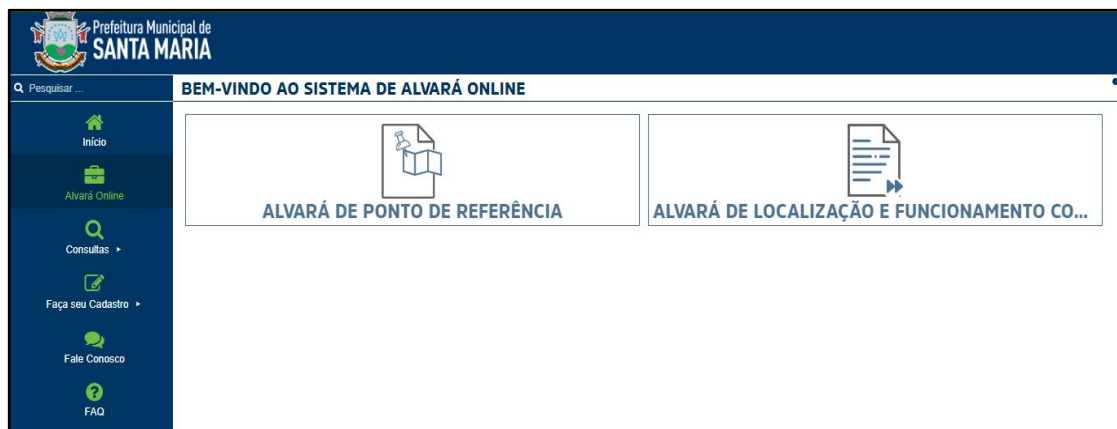 Prefeitura Municipal de
SANTA MARIA
Pesquisar ...
BEM-VINDO AO SISTEMA DE ALVARÁ ONLINE
Início
Alvará Online
Consultas
Faça seu Cadastro
Fale Conosco
FAQ
ALVARÁ DE PONTO DE REFERÊNCIA
ALVARÁ DE LOCALIZAÇÃO E FUNCIONAMENTO CO...